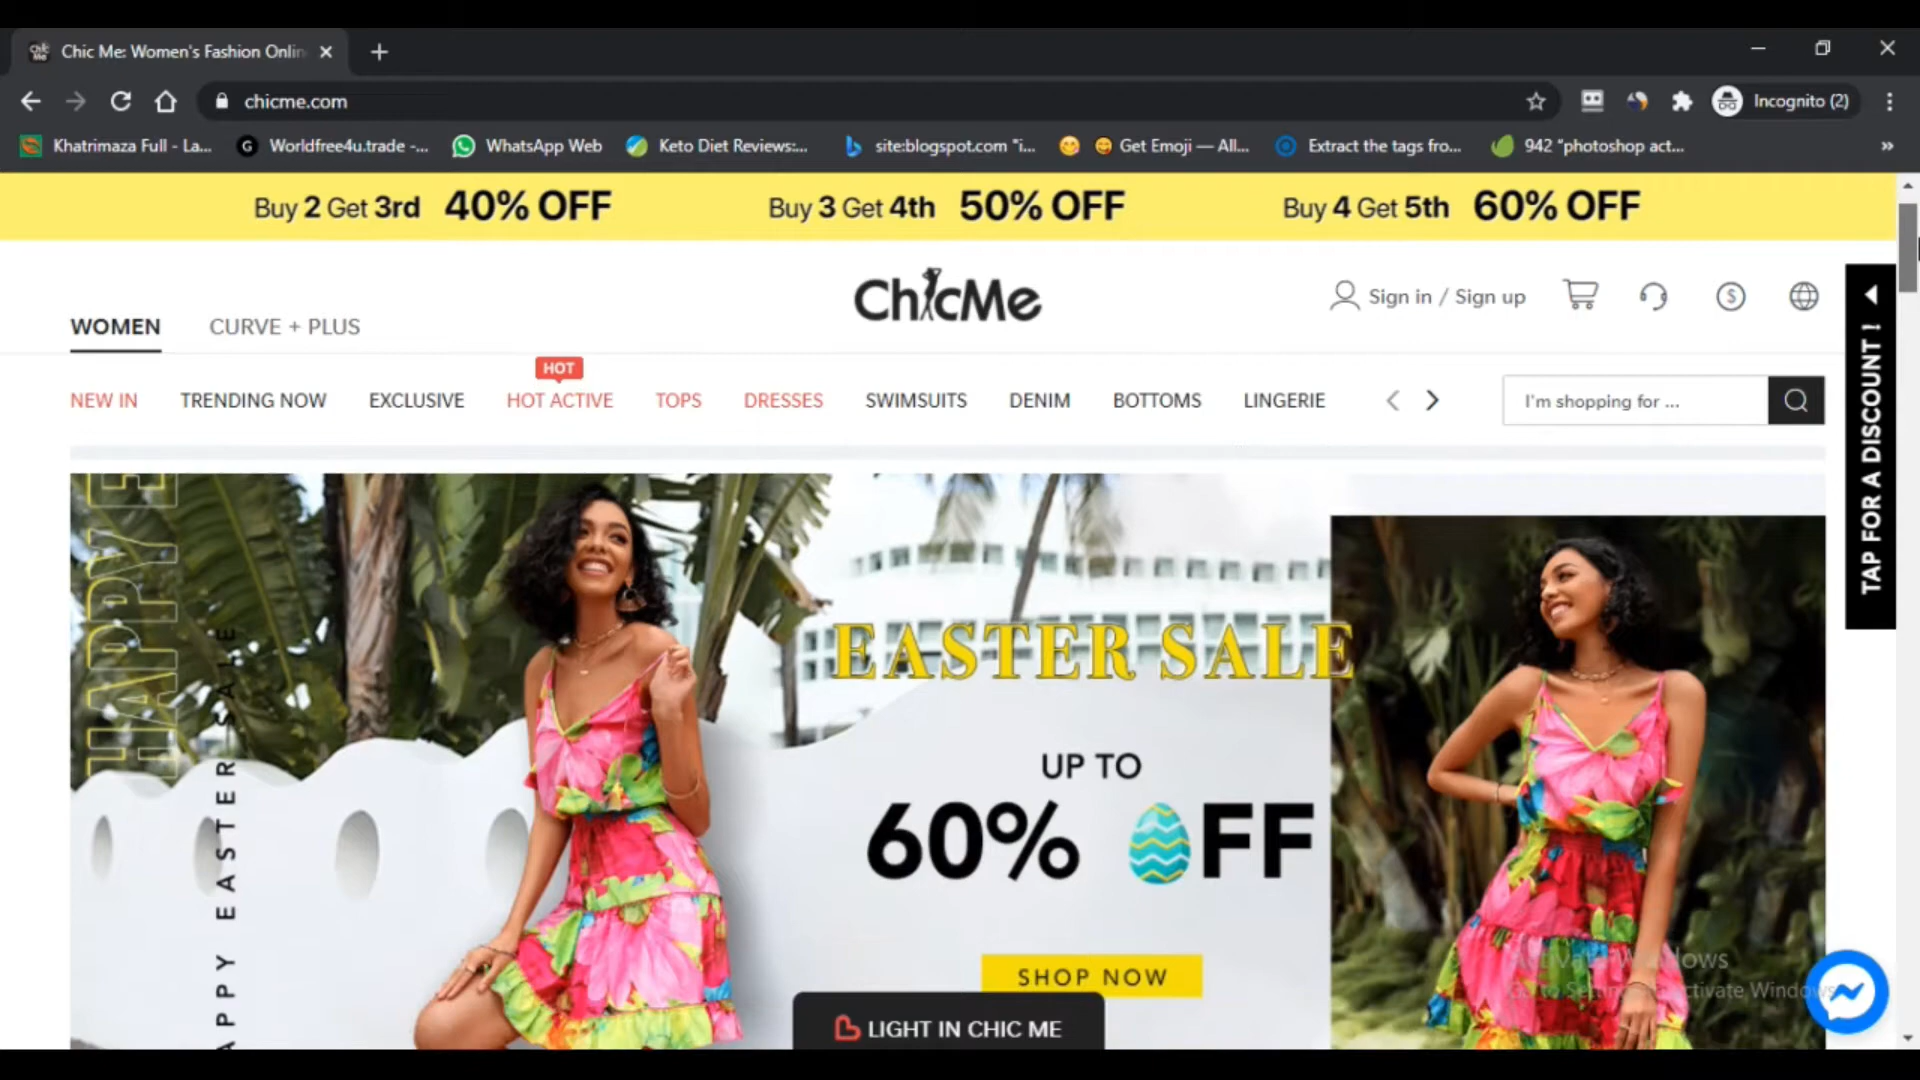 Chic Me: Women's Fashion Onlin
chicme.com
Incognito (2)
Khatrimaza Full - La...
Worldfree4u.trade -...
WhatsApp Web
Keto Diet Reviews:...
site:blogspot.com "i...
Get Emoji — All...
Extract the tags fro...
942 "photoshop act...
Buy 2 Get 3rd 40% OFF
Buy 3 Get 4th 50% OFF
Buy 4 Get 5th 60% OFF
WOMEN
CURVE + PLUS
ChicMe
Sign in / Sign up
HOT
NEW IN
TRENDING NOW
EXCLUSIVE
HOT ACTIVE
TOPS
DRESSES
SWIMSUITS
DENIM
BOTTOMS
LINGERIE
I'm shopping for ...
TAP FOR A DISCOUNT !
HAPPY E
APPY EASTER SALE
EASTER SALE
UP TO
60% OFF
SHOP NOW
LIGHT IN CHIC ME
Activate Windows
Go to Settings to activate Windows